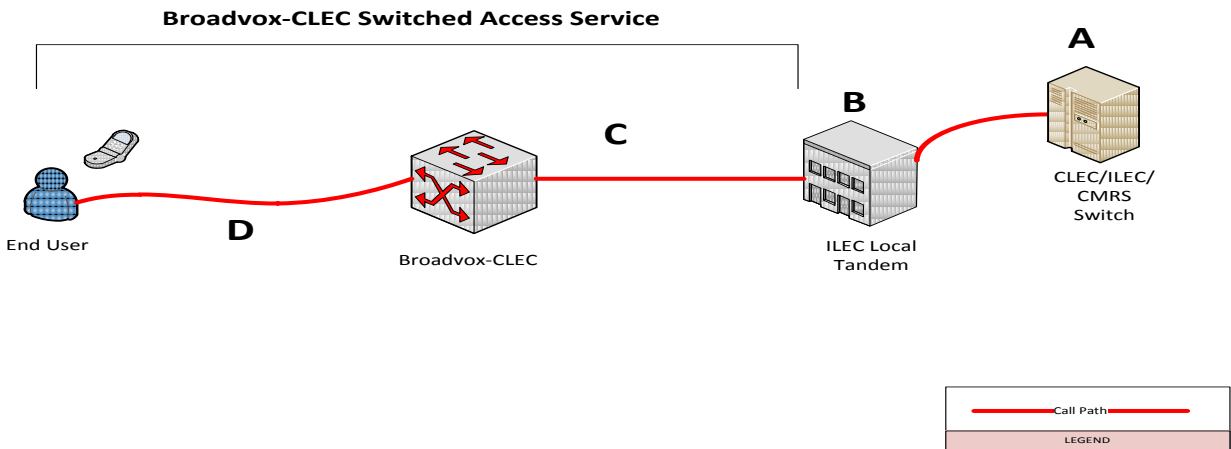 Broadvox-CLEC Switched Access Service
A
B
C
CLEC/ILEC/
CMRS
Switch
D
End User
Broadvox-CLEC
ILEC Local
Tandem
Call Path
LEGEND